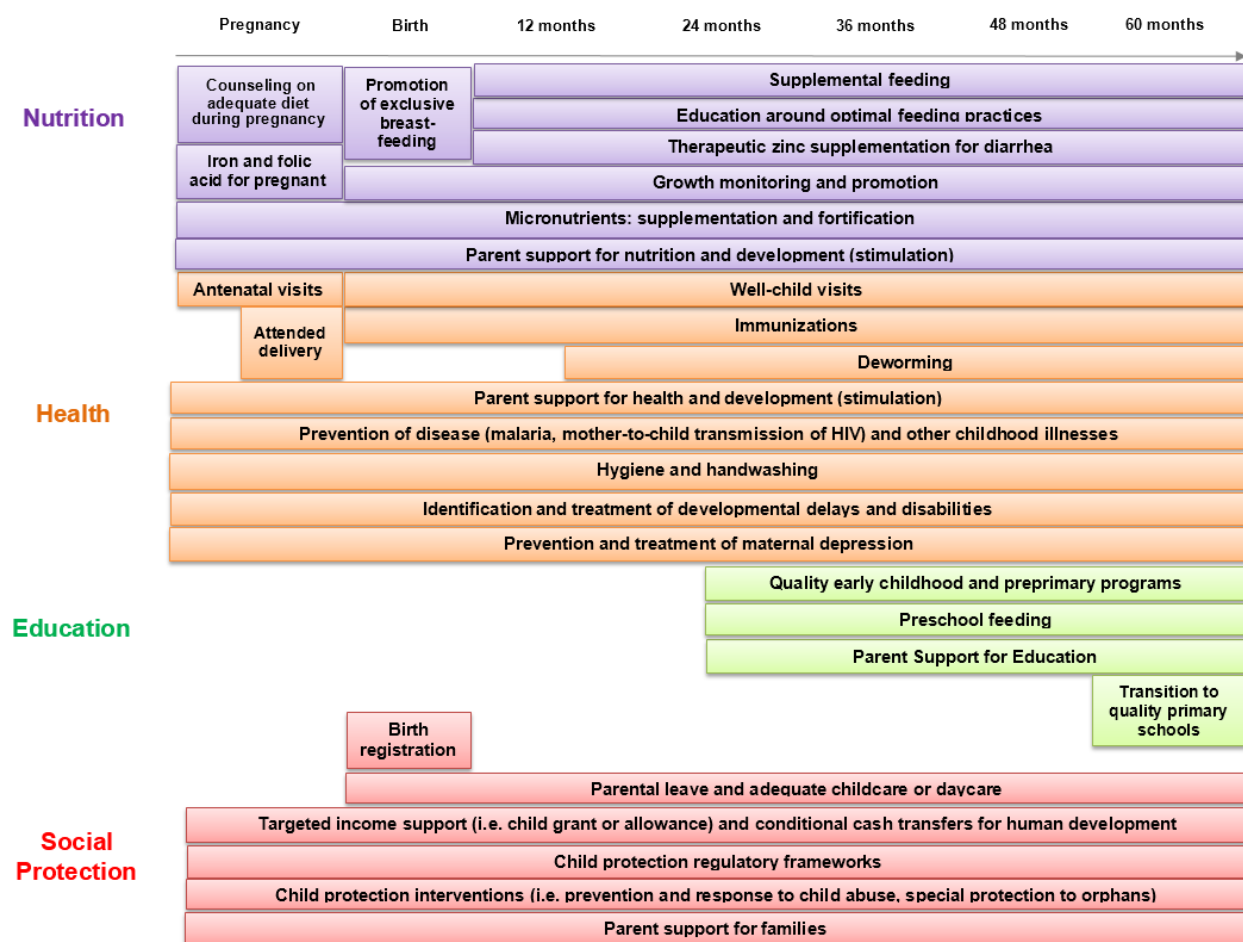 Pregnancy
Birth
12 months
24 months
36 months
48 months
60 months
Nutrition
Counseling on
adequate diet
during pregnancy
Promotion
of exclusive
breast-
feeding
Supplemental feeding
Education around optimal feeding practices
Therapeutic zinc supplementation for diarrhea
Iron and folic
acid for pregnant
Growth monitoring and promotion
Micronutrients: supplementation and fortification
Parent support for nutrition and development (stimulation)
Health
Antenatal visits
Well-child visits
Attended
delivery
Immunizations
Deworming
Parent support for health and development (stimulation)
Prevention of disease (malaria, mother-to-child transmission of HIV) and other childhood illnesses
Hygiene and handwashing
Identification and treatment of developmental delays and disabilities
Prevention and treatment of maternal depression
Education
Quality early childhood and preprimary programs
Preschool feeding
Parent Support for Education
Transition to
quality primary
schools
Social
Protection
Birth
registration
Parental leave and adequate childcare or daycare
Targeted income support (i.e. child grant or allowance) and conditional cash transfers for human development
Child protection regulatory frameworks
Child protection interventions (i.e. prevention and response to child abuse, special protection to orphans)
Parent support for families